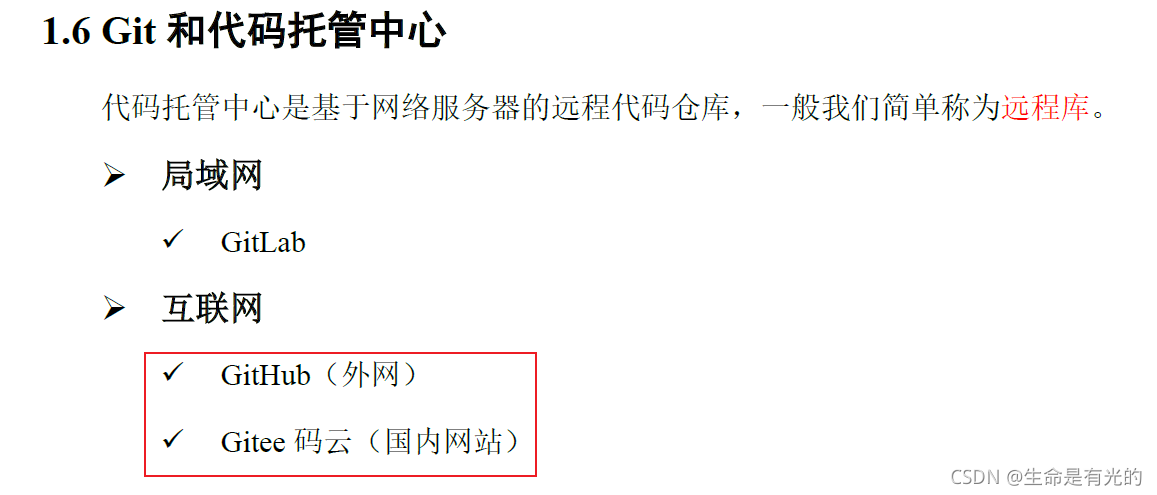 1.6 Git 和代码托管中心
代码托管中心是基于网络服务器的远程代码仓库，一般我们简单称为远程库。
➢ 局域网
✓ GitLab
➢ 互联网
✓ GitHub（外网）
✓ Gitee 码云（国内网站）
CSDN @生命是有光的